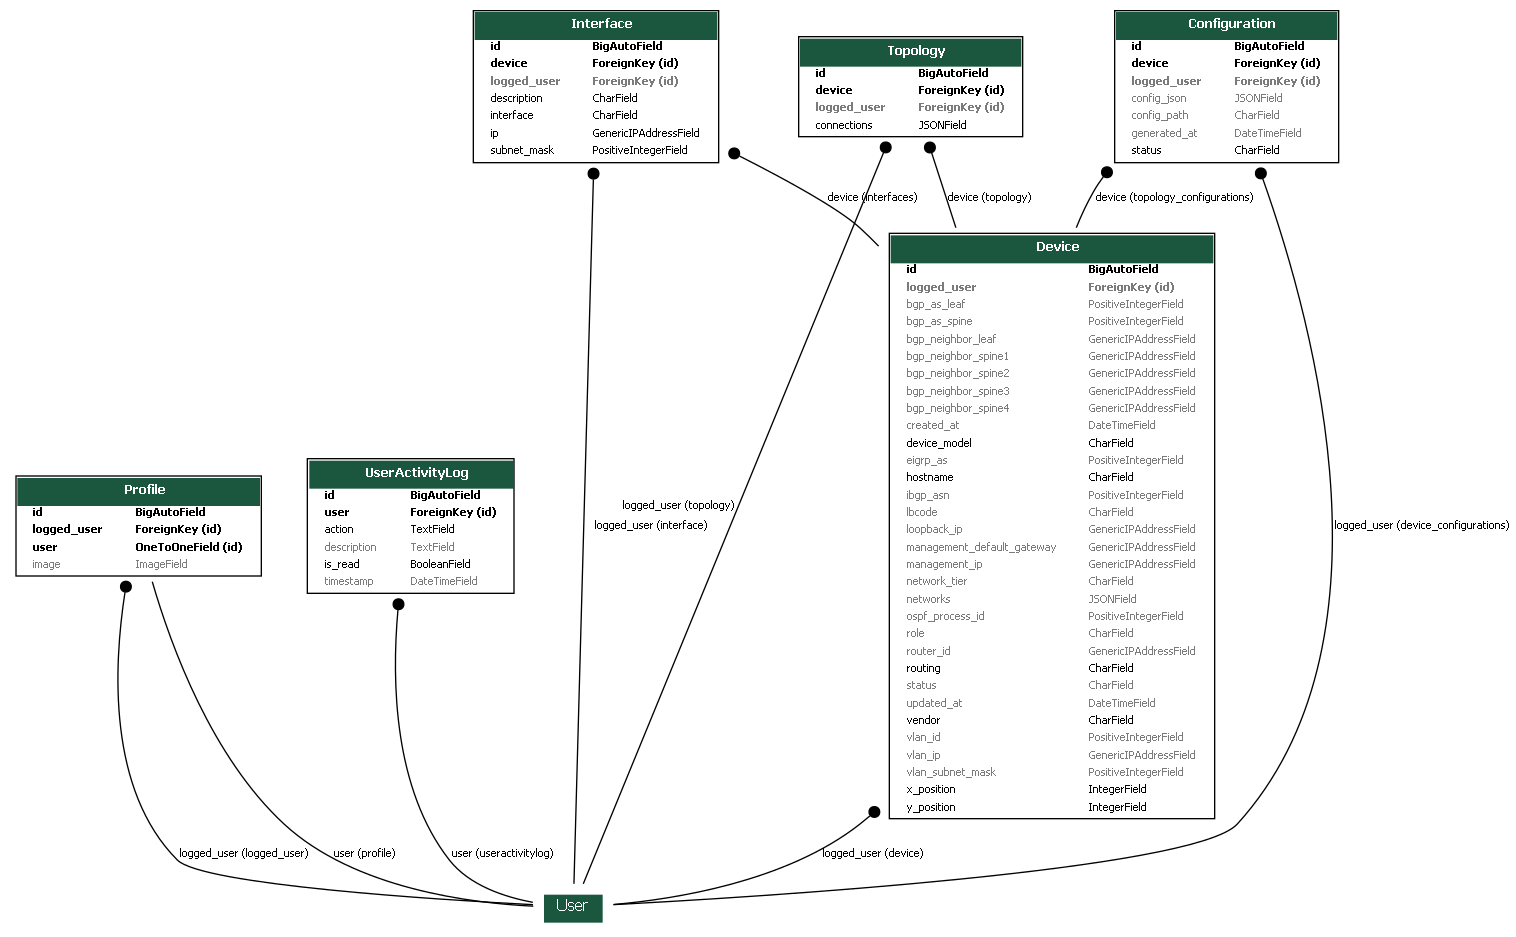 Interface
id BigAutoField
device ForeignKey (id)
logged_user ForeignKey (id)
description CharField
interface CharField
ip GenericIPAddressField
subnet_mask PositiveIntegerField
Topology
id BigAutoField
device ForeignKey (id)
logged_user ForeignKey (id)
connections JSONField
Configuration
id BigAutoField
device ForeignKey (id)
logged_user ForeignKey (id)
config_json JSONField
config_path CharField
generated_at DateTimeField
status CharField
device (interfaces)
device (topology)
device (topology_configurations)
Device
id BigAutoField
logged_user ForeignKey (id)
bgp_as_leaf PositiveIntegerField
bgp_as_spine PositiveIntegerField
bgp_neighbor_leaf GenericIPAddressField
bgp_neighbor_spine1 GenericIPAddressField
bgp_neighbor_spine2 GenericIPAddressField
bgp_neighbor_spine3 GenericIPAddressField
bgp_neighbor_spine4 GenericIPAddressField
created_at DateTimeField
device_model CharField
eigrp_as PositiveIntegerField
hostname CharField
ibgp_asn PositiveIntegerField
lbcode CharField
loopback_ip GenericIPAddressField
management_default_gateway GenericIPAddressField
management_ip GenericIPAddressField
network_tier CharField
networks JSONField
ospf_process_id PositiveIntegerField
role CharField
router_id GenericIPAddressField
routing CharField
status CharField
updated_at DateTimeField
vendor CharField
vlan_id PositiveIntegerField
vlan_ip GenericIPAddressField
vlan_subnet_mask PositiveIntegerField
x_position IntegerField
y_position IntegerField
Profile
id BigAutoField
logged_user ForeignKey (id)
user OneToOneField (id)
image ImageField
UserActivityLog
id BigAutoField
user ForeignKey (id)
action TextField
description TextField
is_read BooleanField
timestamp DateTimeField
logged_user (topology)
logged_user (interface)
logged_user (device_configurations)
logged_user (logged_user)
user (profile)
user (useractivitylog)
logged_user (device)
User